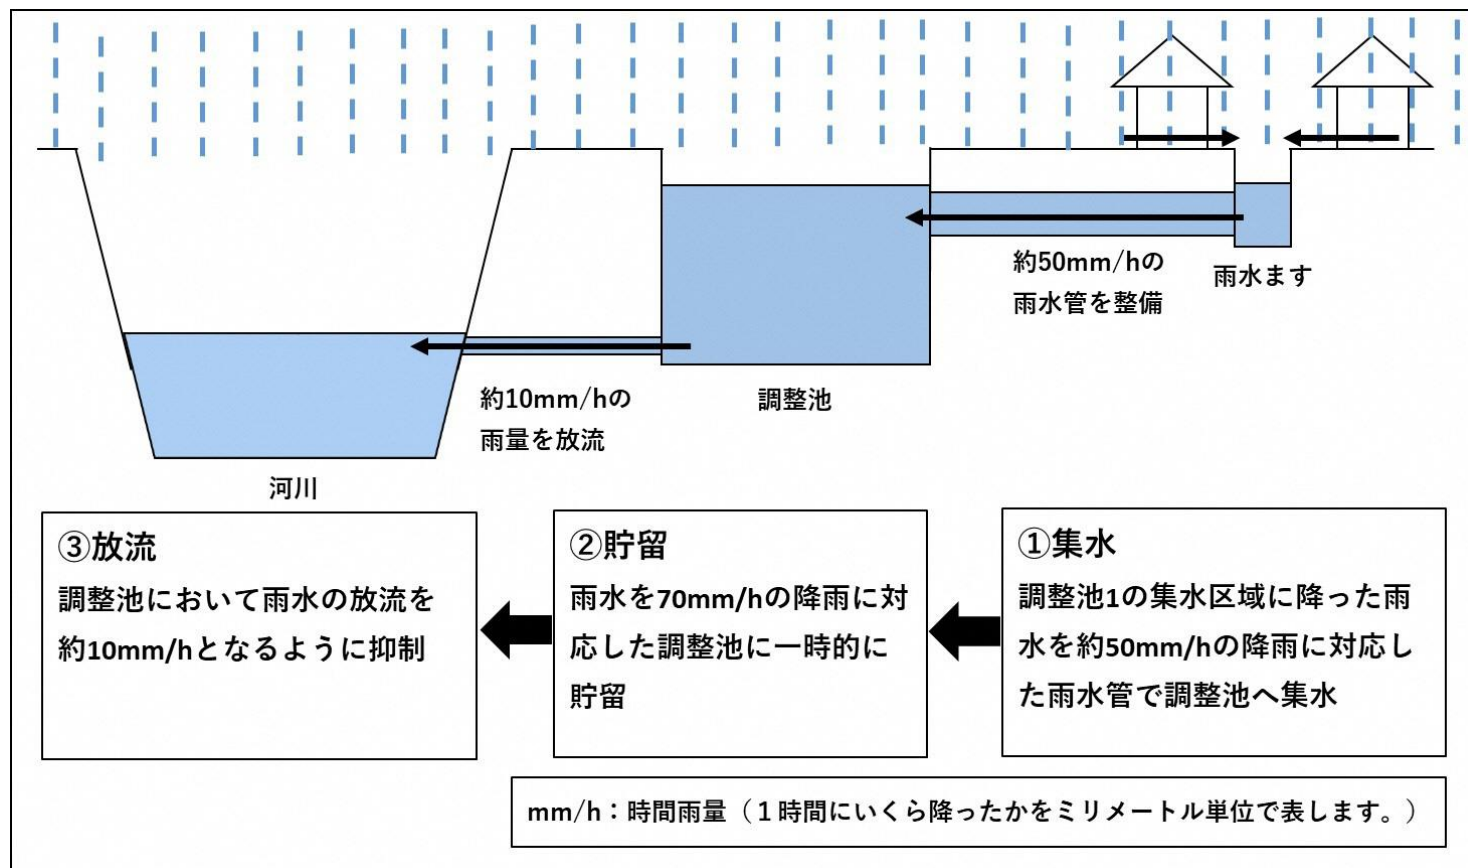 約50mm/hの
雨水管を整備
雨水ます
約10mm/hの
雨量を放流
調整池
河川
③放流
調整池において雨水の放流を
約10mm/hとなるように抑制
②貯留
雨水を70mm/hの降雨に対
応した調整池に一時的に
貯留
①集水
調整池1の集水区域に降った雨
水を約50mm/hの降雨に対応し
た雨水管で調整池へ集水
mm/h：時間雨量（１時間にいくら降ったかをミリメートル単位で表します。）